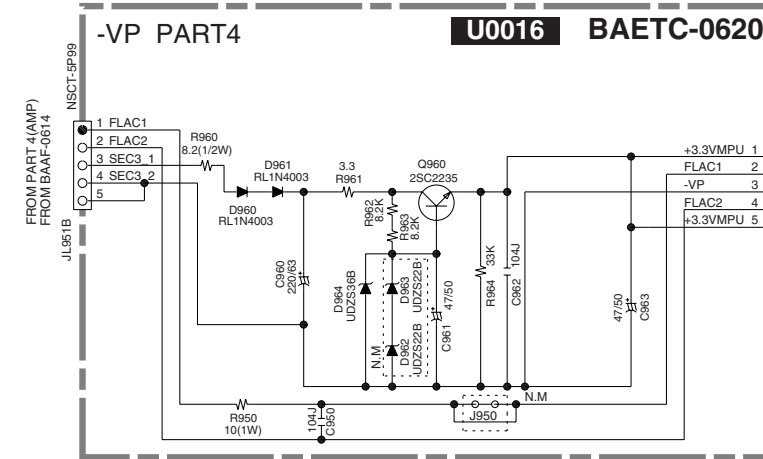 -VP PART4
U0016
BAETC-0620
NSCT-5P99
FROM PART 4(AMP)
FROM BAAF-0614
JL951B
1 FLAC1
2 FLAC2
3 SEC3_1
4 SEC3_2
5
R960
8.2(1/2W)
D961
RL1N4003
D960
RL1N4003
3.3
R961
Q960
2SC2235
R962
8.2K
R963
8.2K
C960
220/63
D964
UDZS36B
D963
UDZS22B
N.M
D962
UDZS22B
47/50
C961
R964
33K
104J
C962
47/50
C963
+3.3VMPU 1
FLAC1 2
-VP 3
FLAC2 4
+3.3VMPU 5
R950
10(1W)
104J
C950
J950
N.M